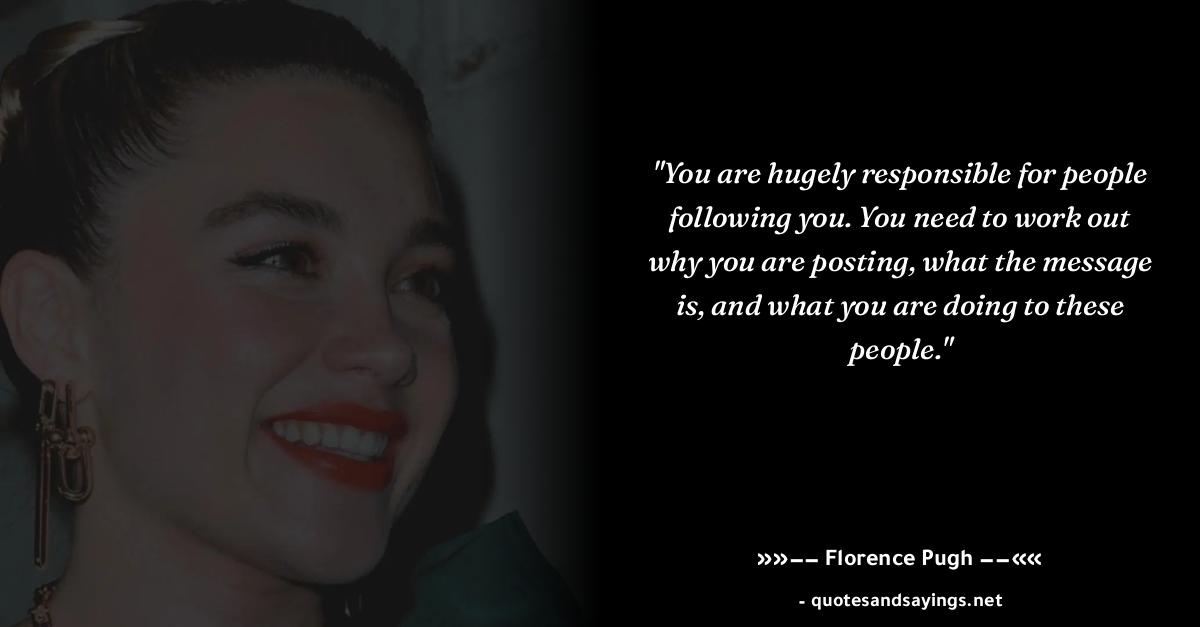 "You are hugely responsible for people
following you. You need to work out
why you are posting, what the message
is, and what you are doing to these
people."
»»−− Florence Pugh −−««
- quotesandsayings.net